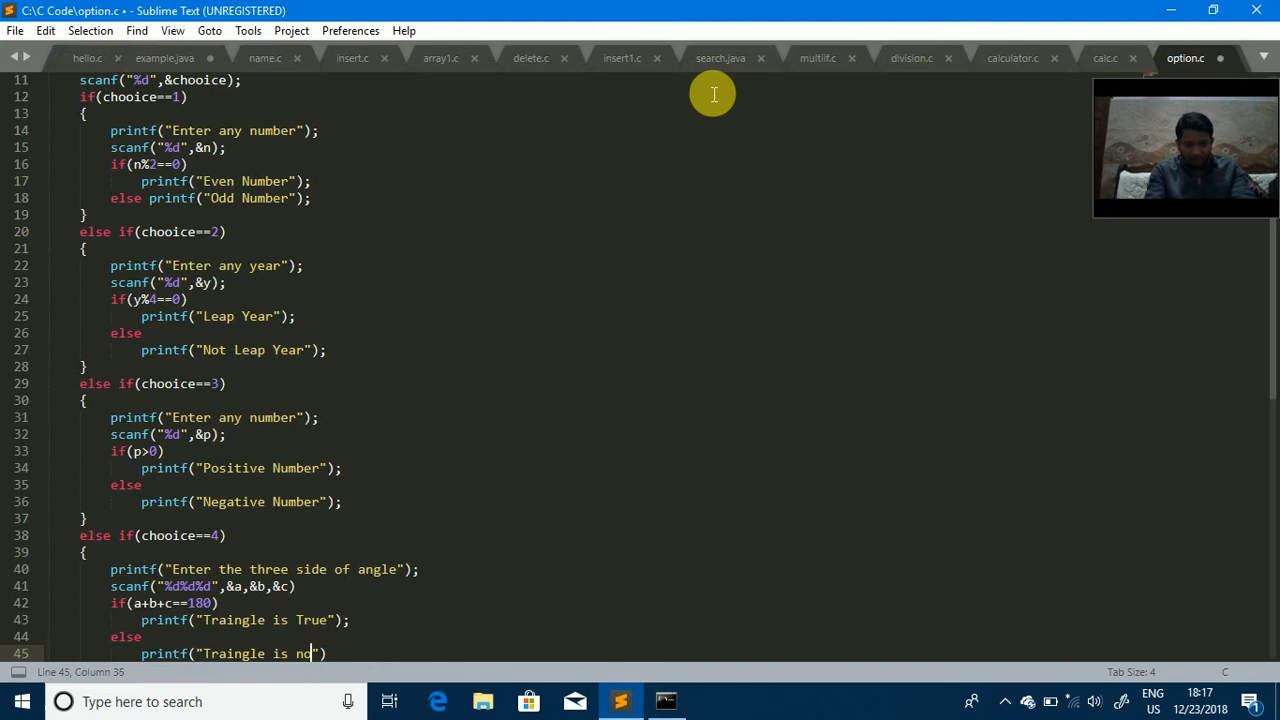 C:\C Code\option.c • - Sublime Text (UNREGISTERED)
File Edit Selection Find View Goto Tools Project Preferences Help
hello.c example.java name.c insert.c array1.c delete.c insert1.c search.java multiif.c division.c calculator.c calc.c option.c
11 scanf("%d",&chooice);
12 if(chooice==1)
13 {
14 printf("Enter any number");
15 scanf("%d",&n);
16 if(n%2==0)
17 printf("Even Number");
18 else printf("Odd Number");
19 }
20 else if(chooice==2)
21 {
22 printf("Enter any year");
23 scanf("%d",&y);
24 if(y%4==0)
25 printf("Leap Year");
26 else
27 printf("Not Leap Year");
28 }
29 else if(chooice==3)
30 {
31 printf("Enter any number");
32 scanf("%d",&p);
33 if(p>0)
34 printf("Positive Number");
35 else
36 printf("Negative Number");
37 }
38 else if(chooice==4)
39 {
40 printf("Enter the three side of angle");
41 scanf("%d%d%d",&a,&b,&c)
42 if(a+b+c==180)
43 printf("Traingle is True");
44 else
45 printf("Traingle is no")
Line 45, Column 35 Tab Size: 4 C
Type here to search
ENG 18:17
US 12/23/2018
1